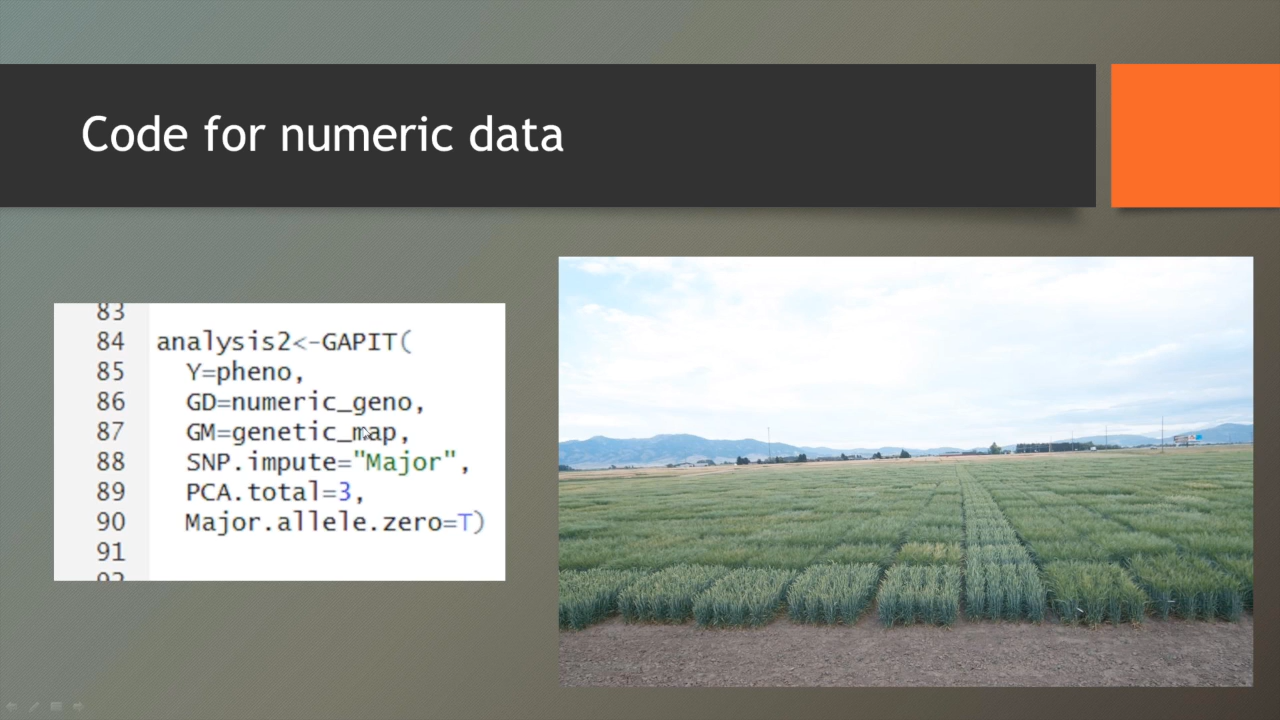 Code for numeric data
83
84 analysis2<-GAPIT(
85 Y=pheno,
86 GD=numeric_geno,
87 GM=genetic_map,
88 SNP.impute="Major",
89 PCA.total=3,
90 Major.allele.zero=T)
91
92